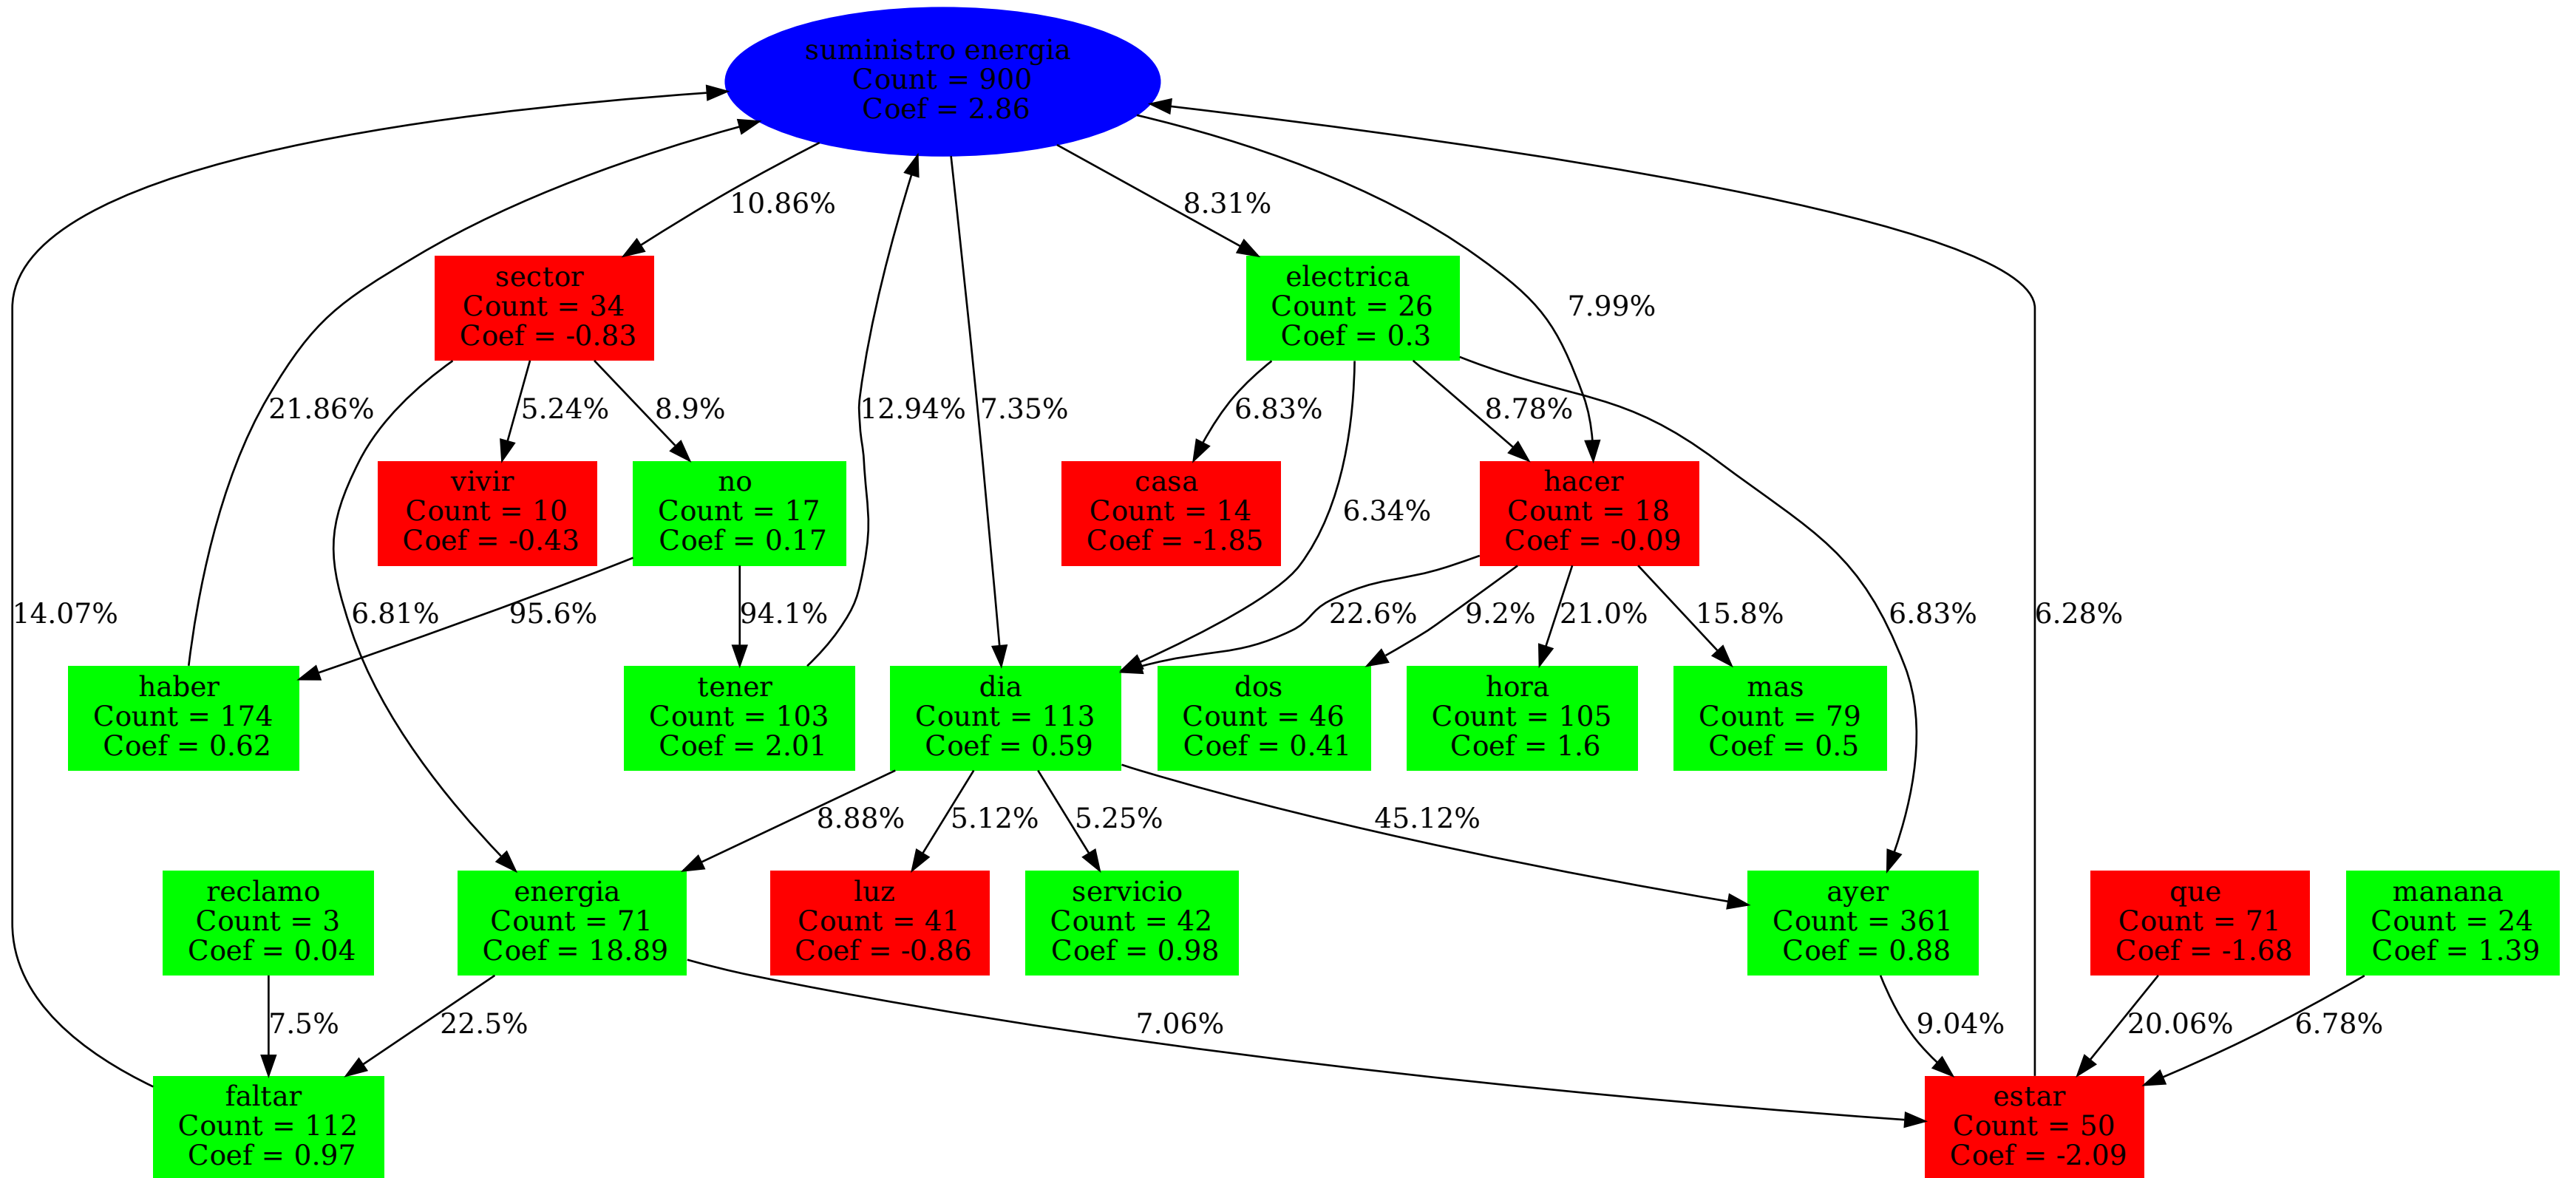 suministro energia
Count = 900
Coef = 2.86
10.86%
8.31%
sector
Count = 34
Coef = -0.83
electrica
Count = 26
Coef = 0.3
7.99%
21.86%
5.24%
8.9%
12.94%
7.35%
6.83%
8.78%
vivir
Count = 10
Coef = -0.43
no
Count = 17
Coef = 0.17
casa
Count = 14
Coef = -1.85
6.34%
hacer
Count = 18
Coef = -0.09
14.07%
6.81%
95.6%
94.1%
22.6%
9.2%
21.0%
15.8%
6.83%
6.28%
haber
Count = 174
Coef = 0.62
tener
Count = 103
Coef = 2.01
dia
Count = 113
Coef = 0.59
dos
Count = 46
Coef = 0.41
hora
Count = 105
Coef = 1.6
mas
Count = 79
Coef = 0.5
8.88%
5.12%
5.25%
45.12%
reclamo
Count = 3
Coef = 0.04
energia
Count = 71
Coef = 18.89
luz
Count = 41
Coef = -0.86
servicio
Count = 42
Coef = 0.98
ayer
Count = 361
Coef = 0.88
que
Count = 71
Coef = -1.68
manana
Count = 24
Coef = 1.39
7.5%
22.5%
7.06%
9.04%
20.06%
6.78%
faltar
Count = 112
Coef = 0.97
estar
Count = 50
Coef = -2.09